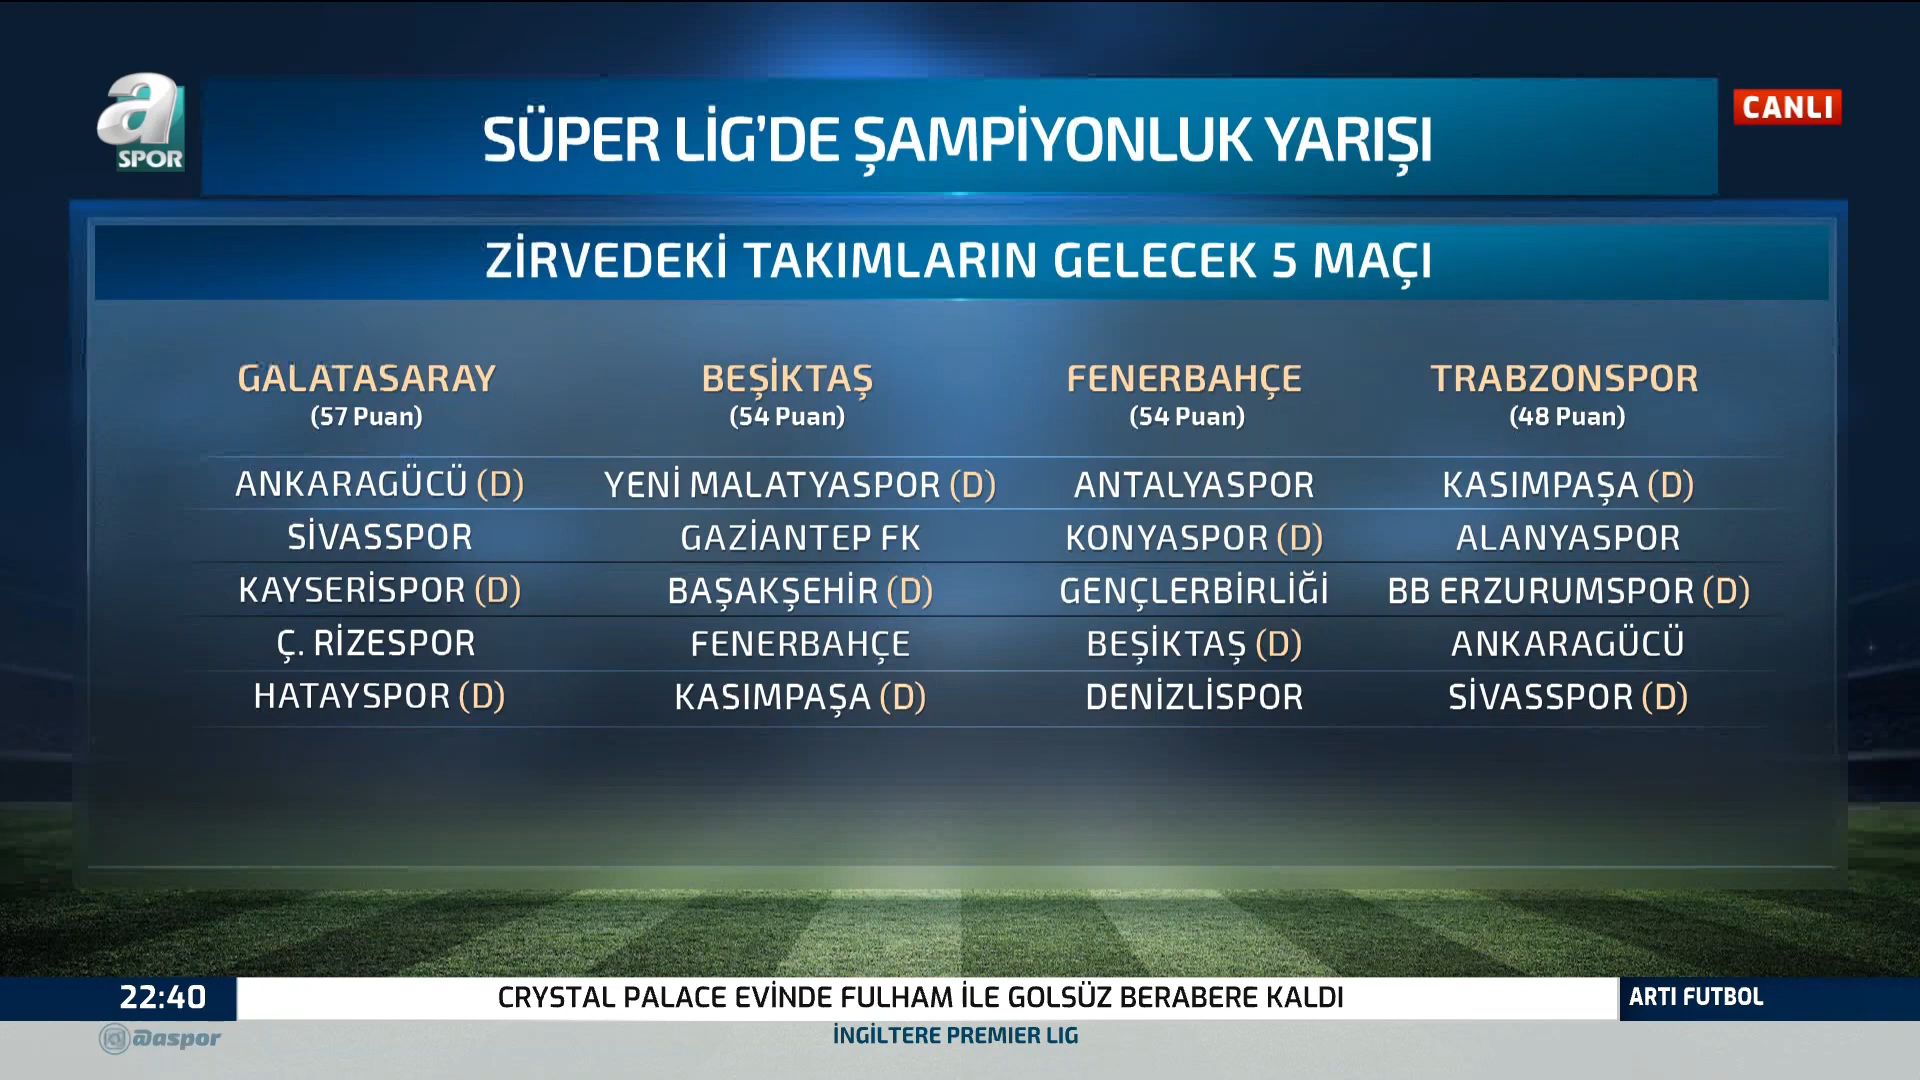 a
SPOR
SÜPER LİG'DE ŞAMPİYONLUK YARIŞI
CANLI
ZİRVEDEKİ TAKIMLARIN GELECEK 5 MAÇI
GALATASARAY BEŞİKTAŞ FENERBAHÇE TRABZONSPOR
(57 Puan) (54 Puan) (54 Puan) (48 Puan)
ANKARAGÜCÜ (D) YENİ MALATYASPOR (D) ANTALYASPOR KASIMPAŞA (D)
SİVASSPOR GAZİANTEP FK KONYASPOR (D) ALANYASPOR
KAYSERİSPOR (D) BAŞAKŞEHİR (D) GENÇLERBİRLİĞİ BB ERZURUMSPOR (D)
Ç. RİZESPOR FENERBAHÇE BEŞİKTAŞ (D) ANKARAGÜCÜ
HATAYSPOR (D) KASIMPAŞA (D) DENİZLİSPOR SİVASSPOR (D)
22:40 CRYSTAL PALACE EVİNDE FULHAM İLE GOLSÜZ BERABERE KALDI ARTI FUTBOL
@aspor İNGİLTERE PREMIER LIG